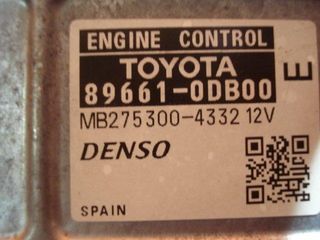 ENGINE CONTROL
TOYOTA
89661-0DB00
E
MB275300-4332 12V
DENSO
SPAIN